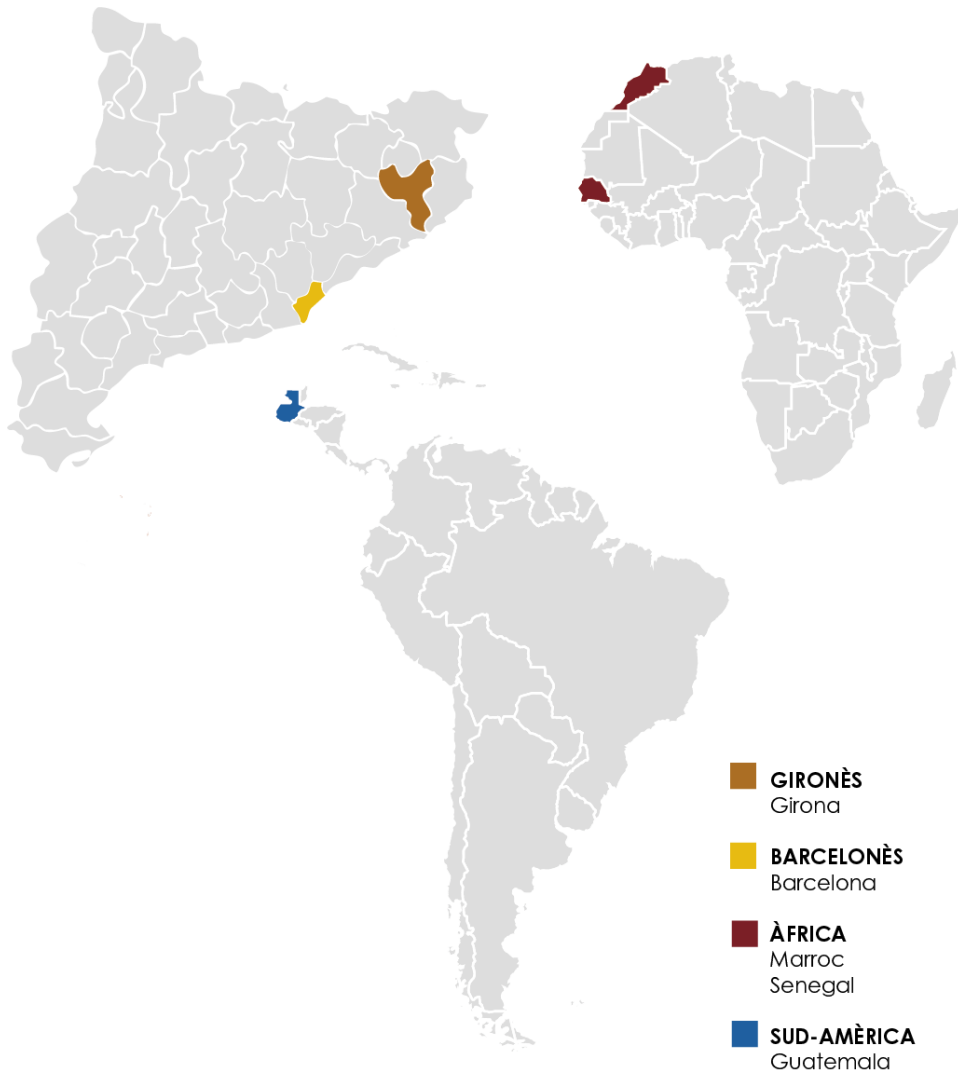 GIRONÈS
Girona
BARCELONÈS
Barcelona
ÀFRICA
Marroc
Senegal
SUD-AMÈRICA
Guatemala